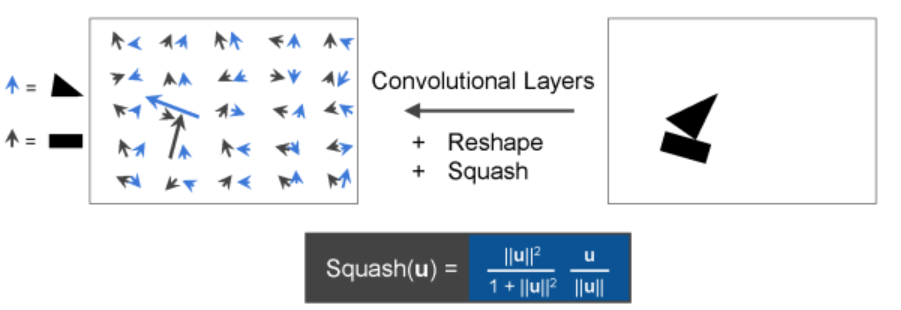 =
=
Convolutional Layers
+ Reshape
+ Squash
Squash(u) = ||u||² / (1 + ||u||²) u / ||u||